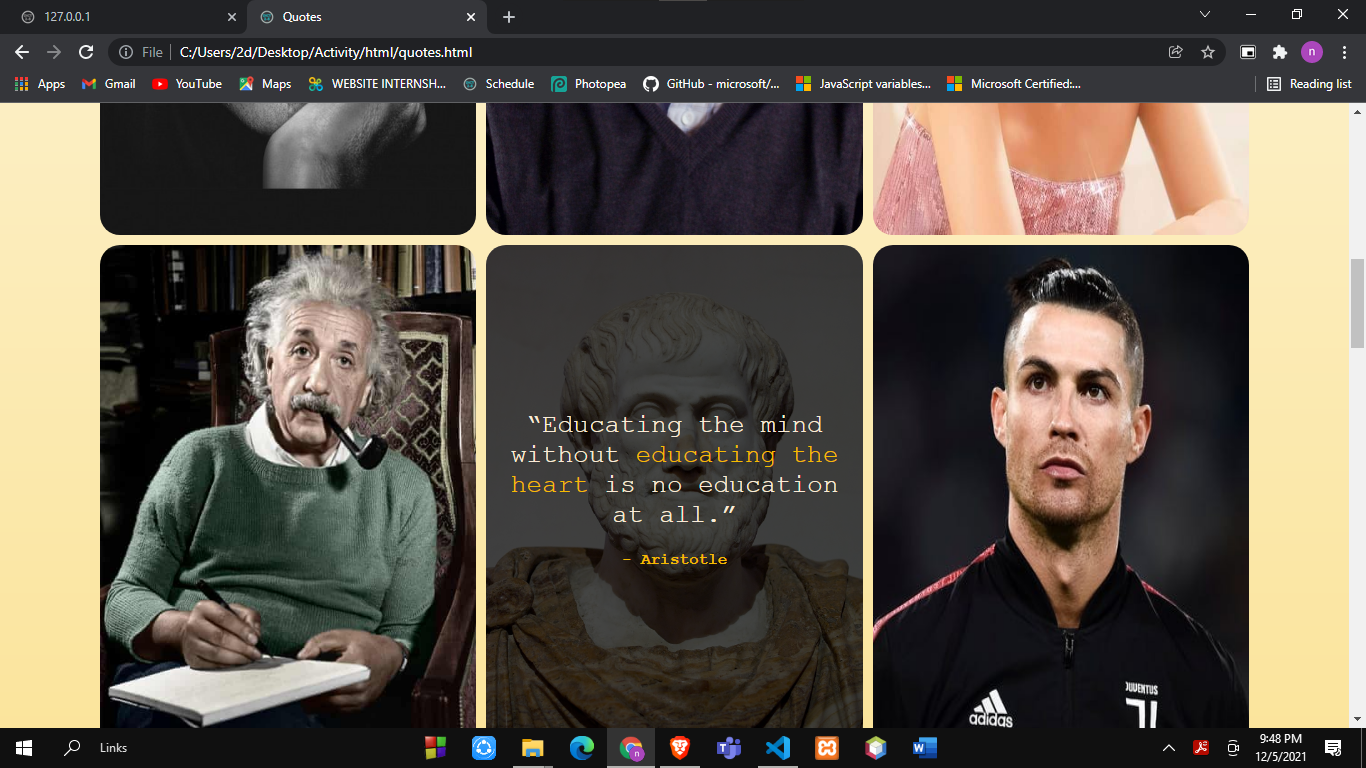 127.0.0.1
Quotes
File
C:/Users/2d/Desktop/Activity/html/quotes.html
n
Apps
Gmail
YouTube
Maps
WEBSITE INTERNSH...
Schedule
Photopea
GitHub - microsoft/...
JavaScript variables...
Microsoft Certified:...
Reading list
“Educating the mind
without educating the
heart is no education
at all.”
- Aristotle
adidas
JUVENTUS
Links
9:48 PM
12/5/2021